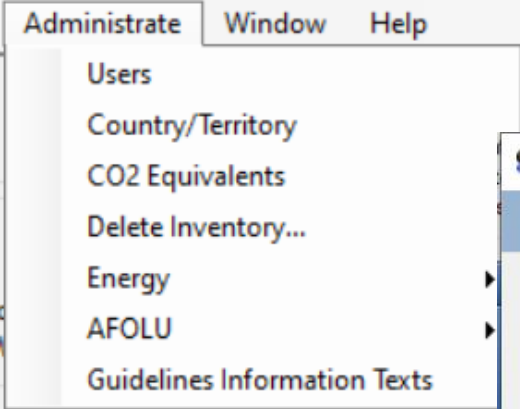 Administrate Window Help
Users
Country/Territory
CO2 Equivalents
Delete Inventory...
Energy
AFOLU
Guidelines Information Texts